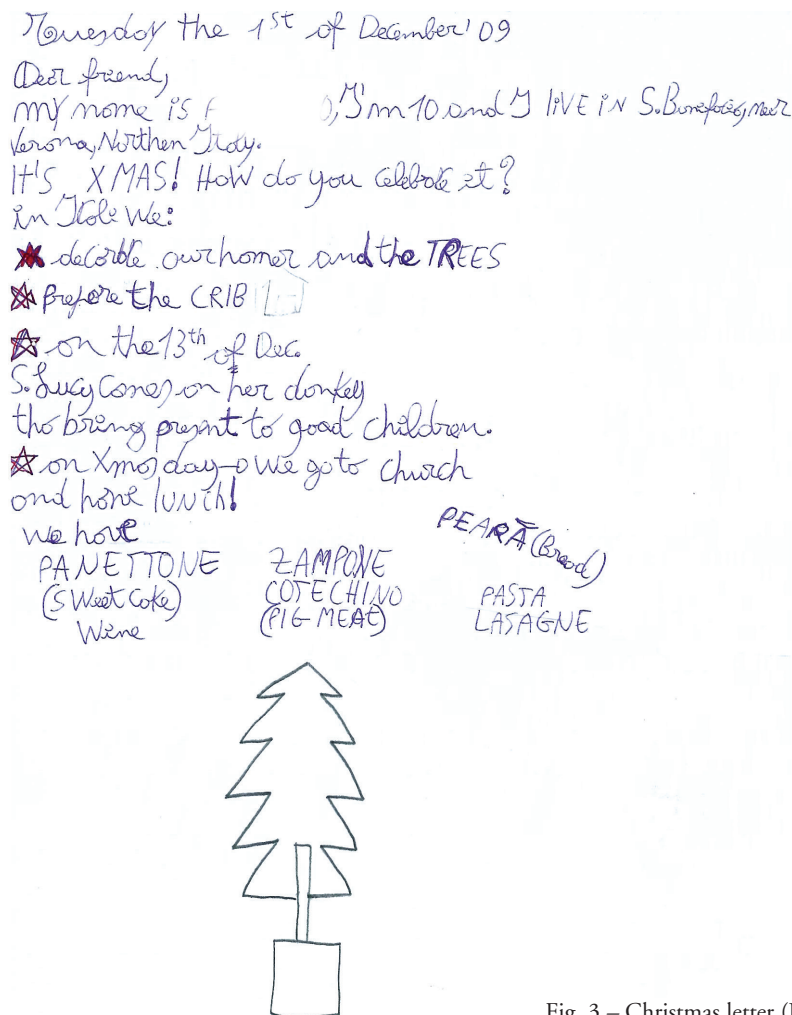 Tuesday the 1st of December '09
Dear friend,
my name is ), I'm 10 and I liVE iN S. Bonifacio, near
Verona, Northen Italy.
It'S XMAS! How do you celebrate it?
in Itale We:
decorate our homes and the TREES
prepare the CRIB
on the 13th of Dec.
S. Lucy comes on her donkey
tho bring present to good children.
on Xmas day → We go to church
and have lunch!
We have
PEARÀ (Bread)
PANETTONE ZAMPONE
(SWeet Cake) COTECHINO PASTA
Wine (PIG MEAT) LASAGNE
Fig. 3 – Christmas letter (I